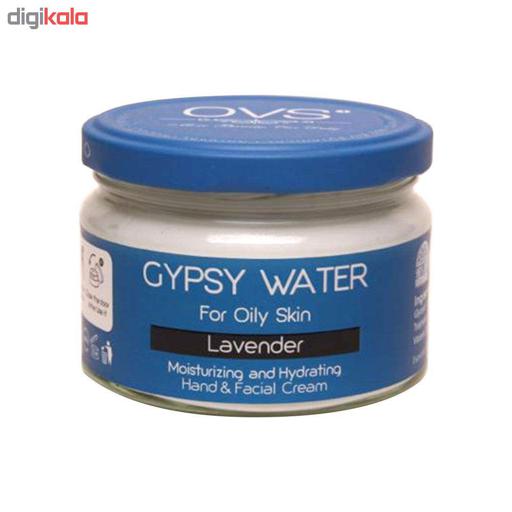 digikala
OVS
GYPSY WATER
For Oily Skin
Lavender
Moisturizing and Hydrating
Hand & Facial Cream